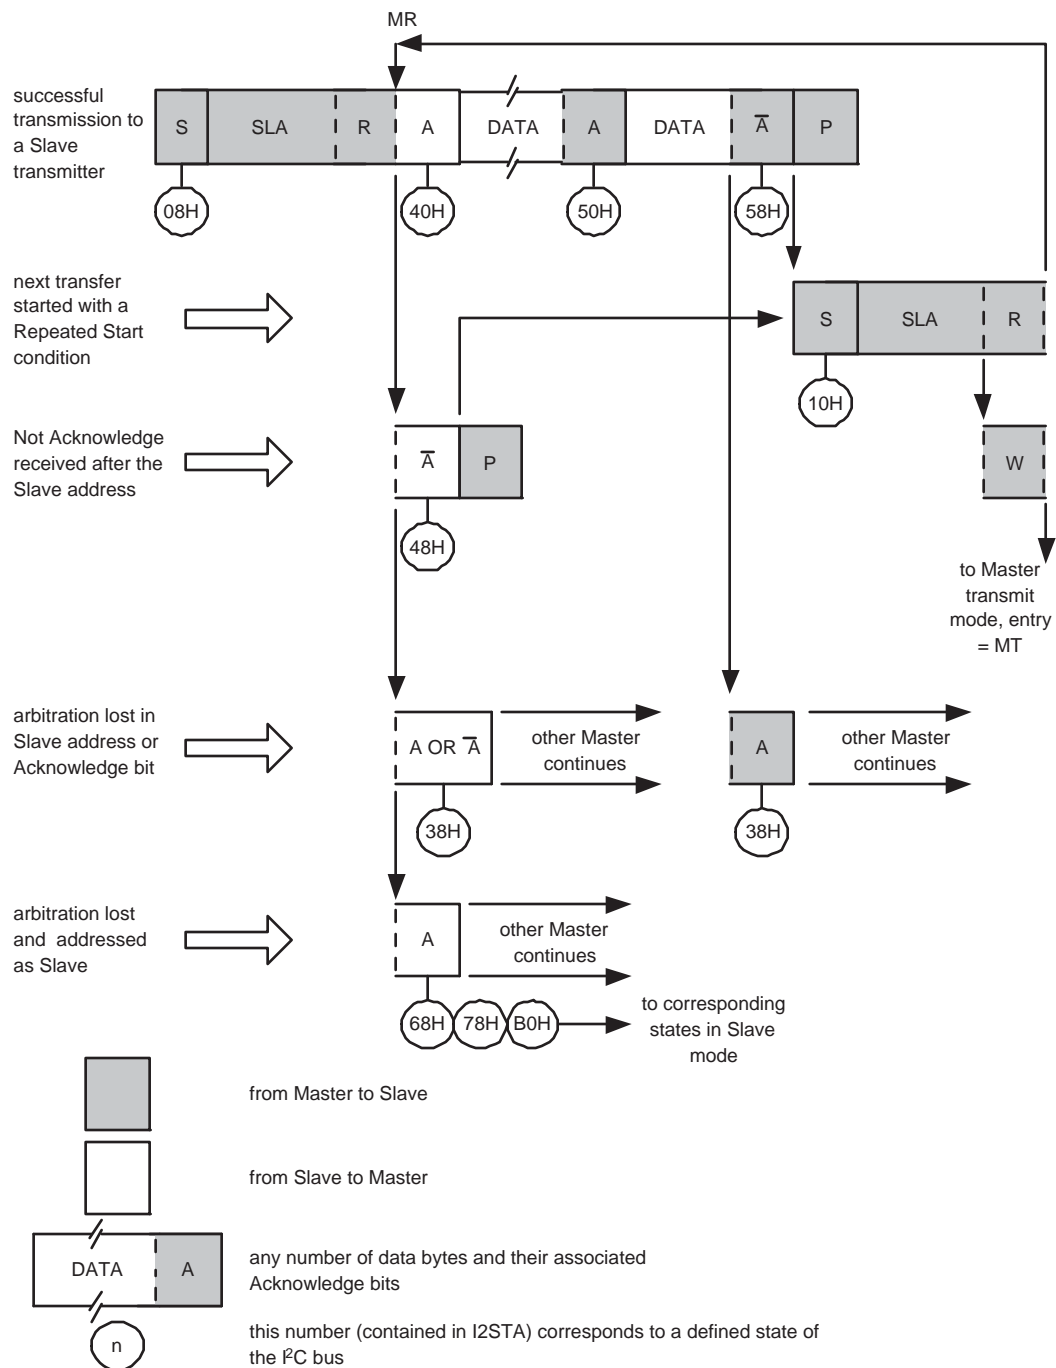 MR
successful
transmission to
a Slave
transmitter
S SLA R A DATA A DATA A̅ P
08H 40H 50H 58H
next transfer
started with a
Repeated Start
condition
S SLA R
10H
Not Acknowledge
received after the
Slave address
A̅ P
W
48H
to Master
transmit
mode, entry
= MT
arbitration lost in
Slave address or
Acknowledge bit
A OR A̅
other Master
continues
A
other Master
continues
38H 38H
arbitration lost
and addressed
as Slave
A
other Master
continues
68H 78H B0H
to corresponding
states in Slave
mode
from Master to Slave
from Slave to Master
DATA A
any number of data bytes and their associated
Acknowledge bits
n
this number (contained in I2STA) corresponds to a defined state of
the I²C bus